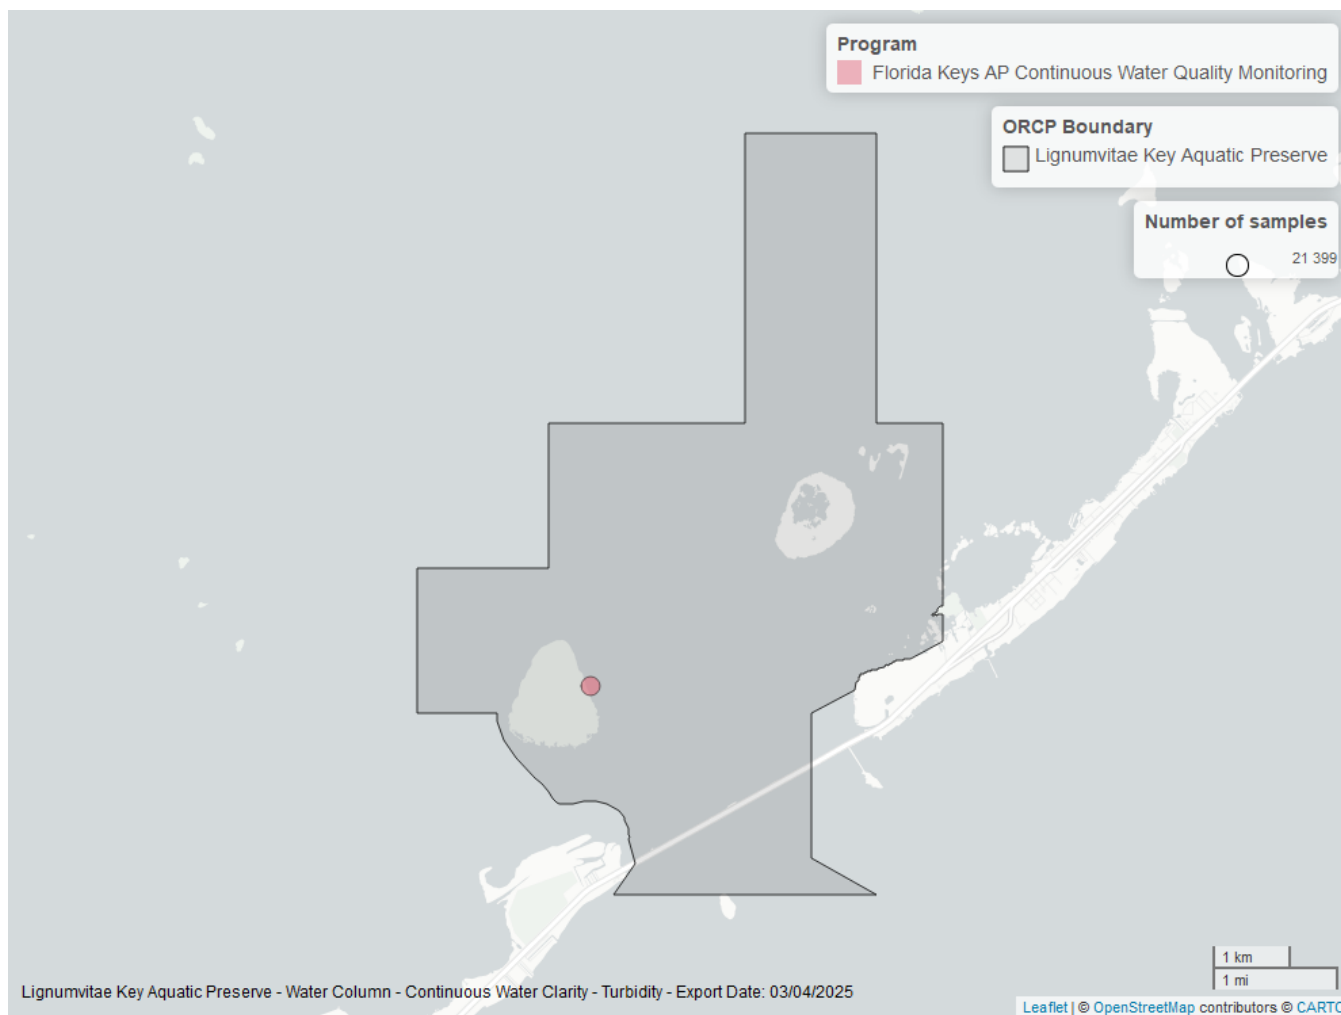 Program
Florida Keys AP Continuous Water Quality Monitoring
ORCP Boundary
Lignumvitae Key Aquatic Preserve
Number of samples
21 399
1 km
1 mi
Lignumvitae Key Aquatic Preserve - Water Column - Continuous Water Clarity - Turbidity - Export Date: 03/04/2025
Leaflet | © OpenStreetMap contributors © CARTO